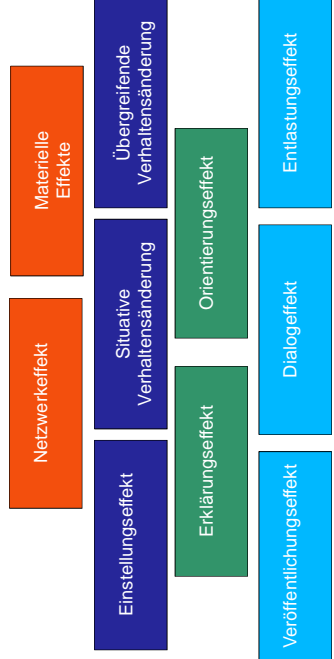 Netzwerkeffekt
Materielle
Effekte
Einstellungseffekt
Situative
Verhaltensänderung
Übergreifende
Verhaltensänderung
Erklärungseffekt
Orientierungseffekt
Veröffentlichungseffekt
Dialogeffekt
Entlastungseffekt